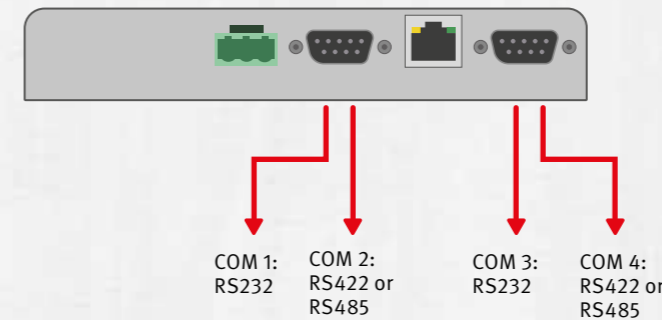 COM 1:
RS232
COM 2:
RS422 or
RS485
COM 3:
RS232
COM 4:
RS422 or
RS485